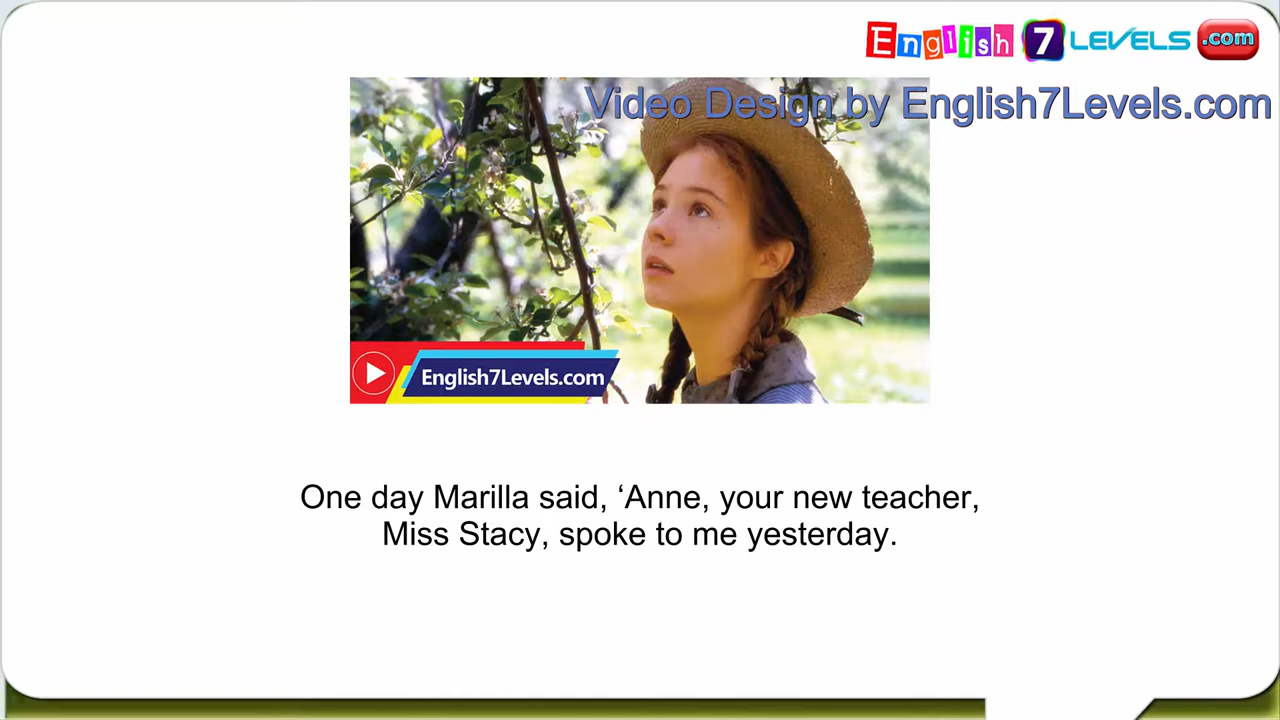 English 7 LEVELS .com
Video Design by English7Levels.com
English7Levels.com
One day Marilla said, ‘Anne, your new teacher,
Miss Stacy, spoke to me yesterday.